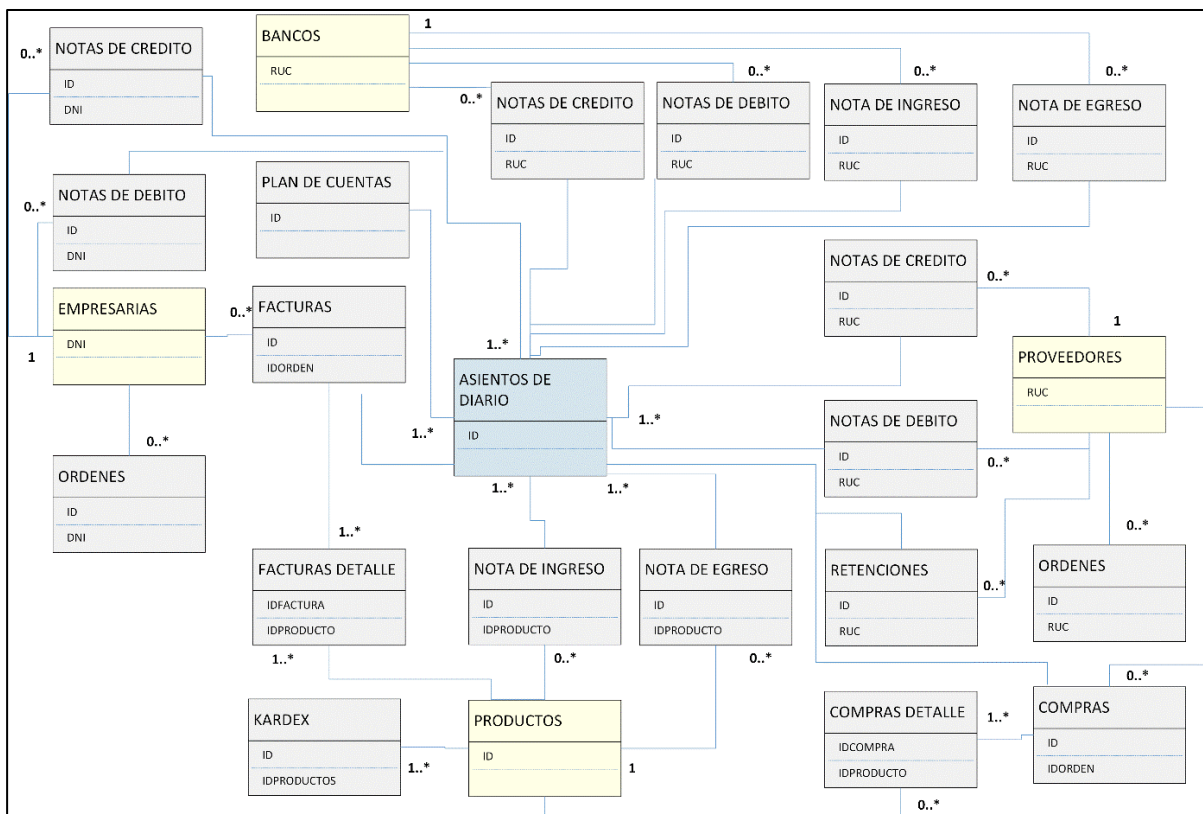 NOTAS DE CREDITO
ID
DNI
0..*
BANCOS
RUC
1
0..*
0..*
0..*
0..*
NOTAS DE CREDITO
ID
RUC
NOTAS DE DEBITO
ID
RUC
NOTA DE INGRESO
ID
RUC
NOTA DE EGRESO
ID
RUC
NOTAS DE DEBITO
ID
DNI
0..*
PLAN DE CUENTAS
ID
EMPRESARIAS
DNI
1
0..*
FACTURAS
ID
IDORDEN
NOTAS DE CREDITO
ID
RUC
0..*
1
PROVEEDORES
RUC
1..*
ASIENTOS DE
DIARIO
ID
1..*
1..*
1..*
1..*
NOTAS DE DEBITO
ID
RUC
0..*
0..*
ORDENES
ID
DNI
1..*
FACTURAS DETALLE
IDFACTURA
IDPRODUCTO
1..*
NOTA DE INGRESO
ID
IDPRODUCTO
0..*
NOTA DE EGRESO
ID
IDPRODUCTO
0..*
RETENCIONES
ID
RUC
0..*
0..*
ORDENES
ID
RUC
KARDEX
ID
IDPRODUCTOS
1..*
PRODUCTOS
ID
1
COMPRAS DETALLE
IDCOMPRA
IDPRODUCTO
0..*
1..*
0..*
COMPRAS
ID
IDORDEN